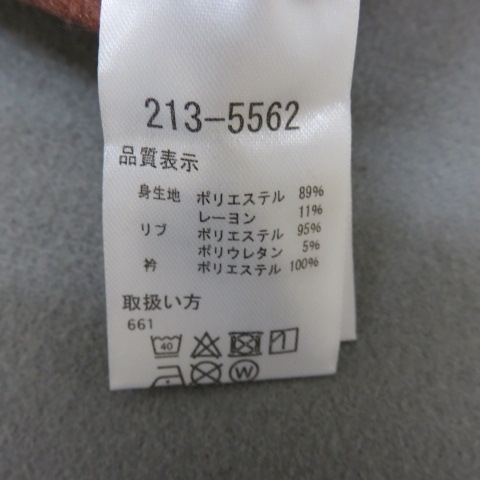 213-5562
品質表示
身生地 ポリエステル 89%
レーヨン 11%
リブ ポリエステル 95%
ポリウレタン 5%
衿 ポリエステル 100%
取扱い方
661
40
W